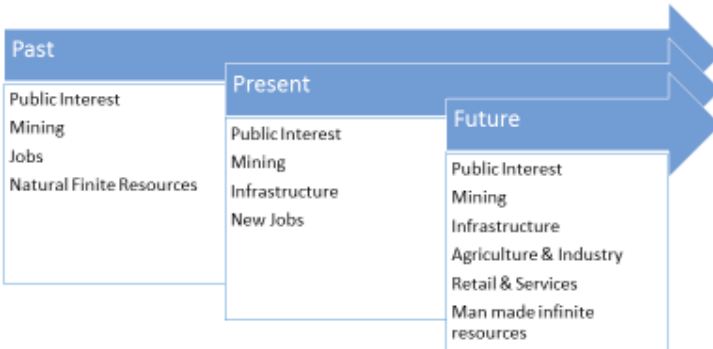 Past
Public Interest
Mining
Jobs
Natural Finite Resources
Present
Public Interest
Mining
Infrastructure
New Jobs
Future
Public Interest
Mining
Infrastructure
Agriculture & Industry
Retail & Services
Man made infinite
resources